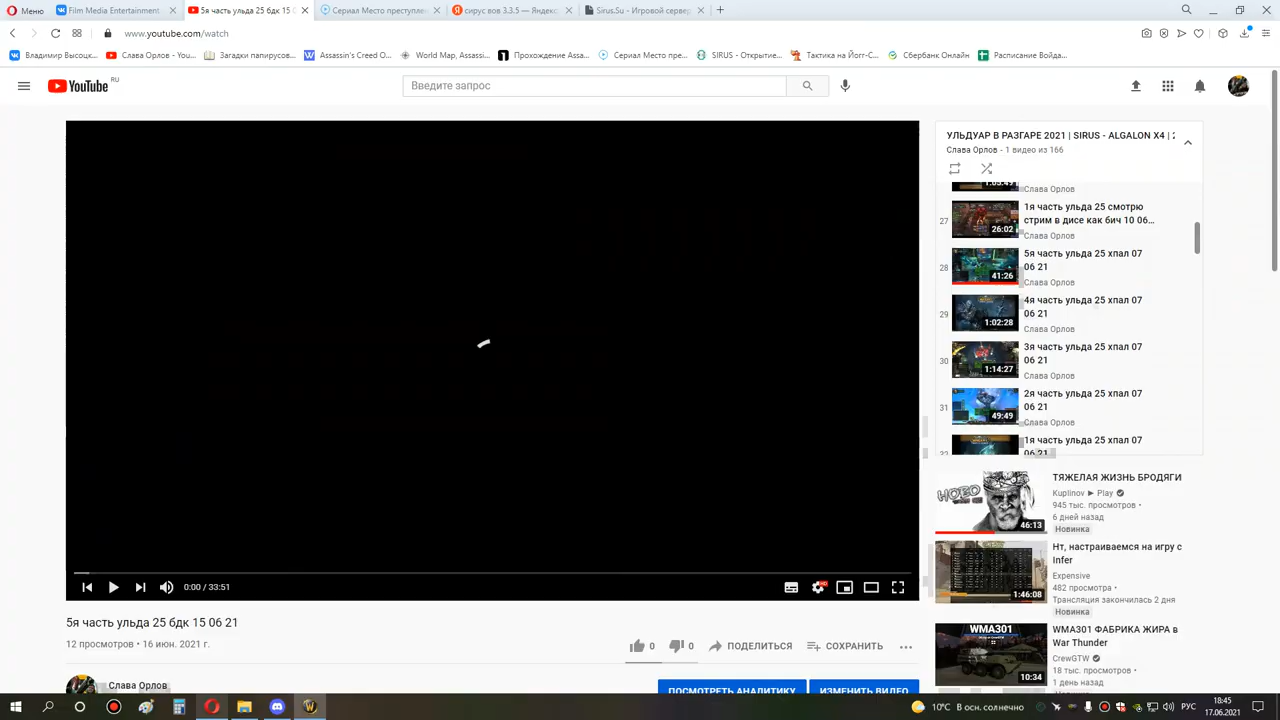 Меню
Film Media Entertainment
5я часть ульда 25 бдк 15
Сериал Место преступлен
сирус вов 3.3.5 — Яндекс
Sirus.Su - Игровой сервер
www.youtube.com/watch
Владимир Высоцк...
Слава Орлов - You...
Загадки папирусов...
Assassin's Creed O...
World Map, Assassi...
Прохождение Assa...
Сериал Место пре...
SIRUS - Открытие...
Тактика на Йогг-С...
Сбербанк Онлайн
Расписание Войда...
YouTube RU
Введите запрос
УЛЬДУАР В РАЗГАРЕ 2021 | SIRUS - ALGALON X4 | 2
Слава Орлов - 1 видео из 166
1:05:49
Слава Орлов
27
26:02
1я часть ульда 25 смотрю
стрим в дисе как бич 10 06...
Слава Орлов
28
41:26
5я часть ульда 25 хпал 07
06 21
Слава Орлов
29
1:02:28
4я часть ульда 25 хпал 07
06 21
Слава Орлов
30
1:14:27
3я часть ульда 25 хпал 07
06 21
Слава Орлов
31
49:49
2я часть ульда 25 хпал 07
06 21
Слава Орлов
32
1я часть ульда 25 хпал 07
06 21
HOBO
46:13
ТЯЖЕЛАЯ ЖИЗНЬ БРОДЯГИ
Kuplinov ► Play
945 тыс. просмотров •
6 дней назад
Новинка
1:46:08
Нт, настраиваемся на игру с
Infer
Expensive
482 просмотра •
Трансляция закончилась 2 дня
Новинка
WMA301
10:34
WMA301 ФАБРИКА ЖИРА в
War Thunder
CrewGTW
18 тыс. просмотров •
1 день назад
0:00 / 33:51
HD
5я часть ульда 25 бдк 15 06 21
12 просмотров • 16 июн. 2021 г.
0
0
ПОДЕЛИТЬСЯ
СОХРАНИТЬ
Слава Орлов
ПОСМОТРЕТЬ АНАЛИТИКУ
ИЗМЕНИТЬ ВИДЕО
10°C В осн. солнечно
РУС
18:45
17.06.2021